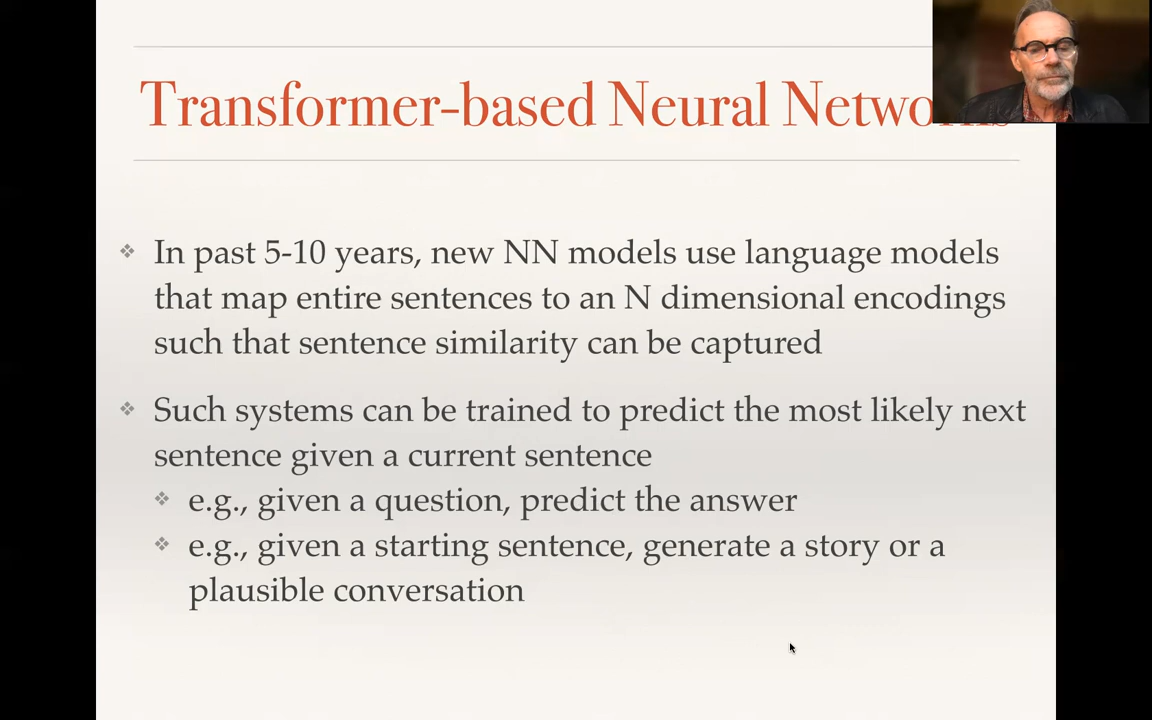 Transformer-based Neural Networks
In past 5-10 years, new NN models use language models
that map entire sentences to an N dimensional encodings
such that sentence similarity can be captured
Such systems can be trained to predict the most likely next
sentence given a current sentence
e.g., given a question, predict the answer
e.g., given a starting sentence, generate a story or a
plausible conversation